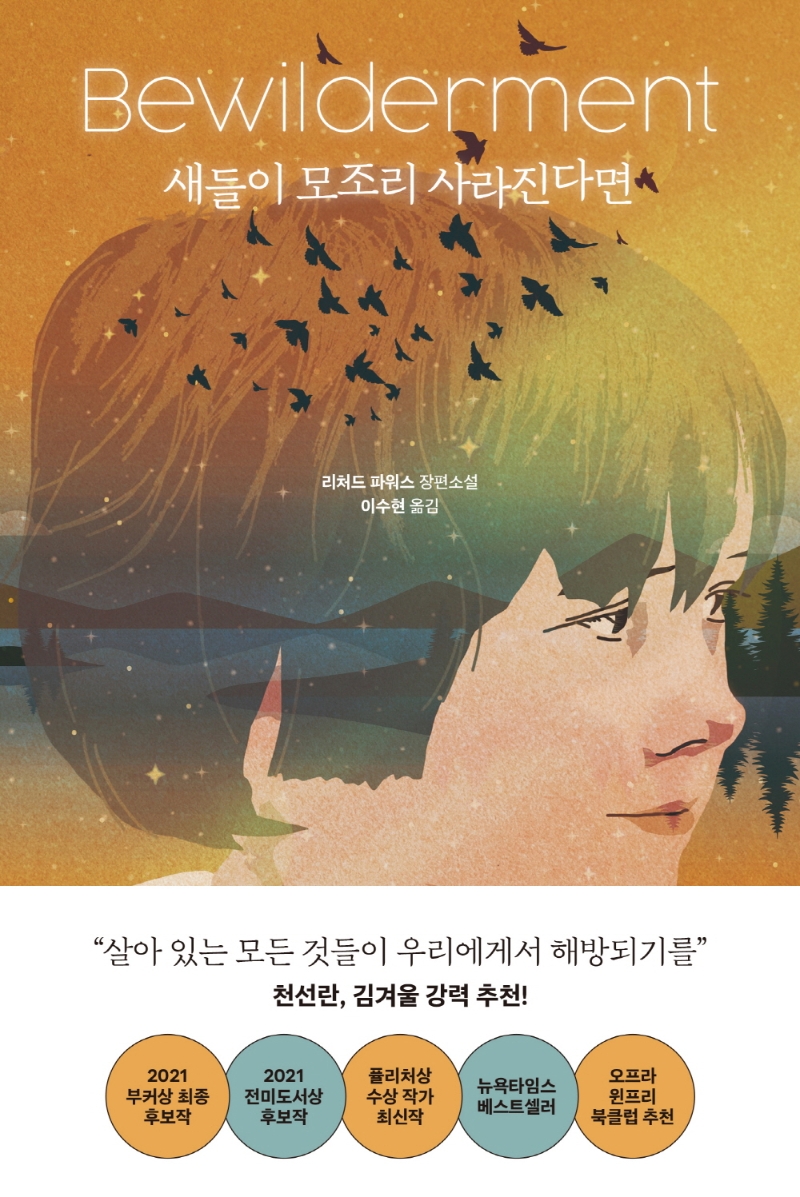 Bewilderment
새들이 모조리 사라진다면
리처드 파워스 장편소설
이수현 옮김
“살아 있는 모든 것들이 우리에게서 해방되기를”
천선란, 김겨울 강력 추천!
2021
부커상 최종
후보작
2021
전미도서상
후보작
퓰리처상
수상 작가
최신작
뉴욕타임스
베스트셀러
오프라
윈프리
북클럽 추천